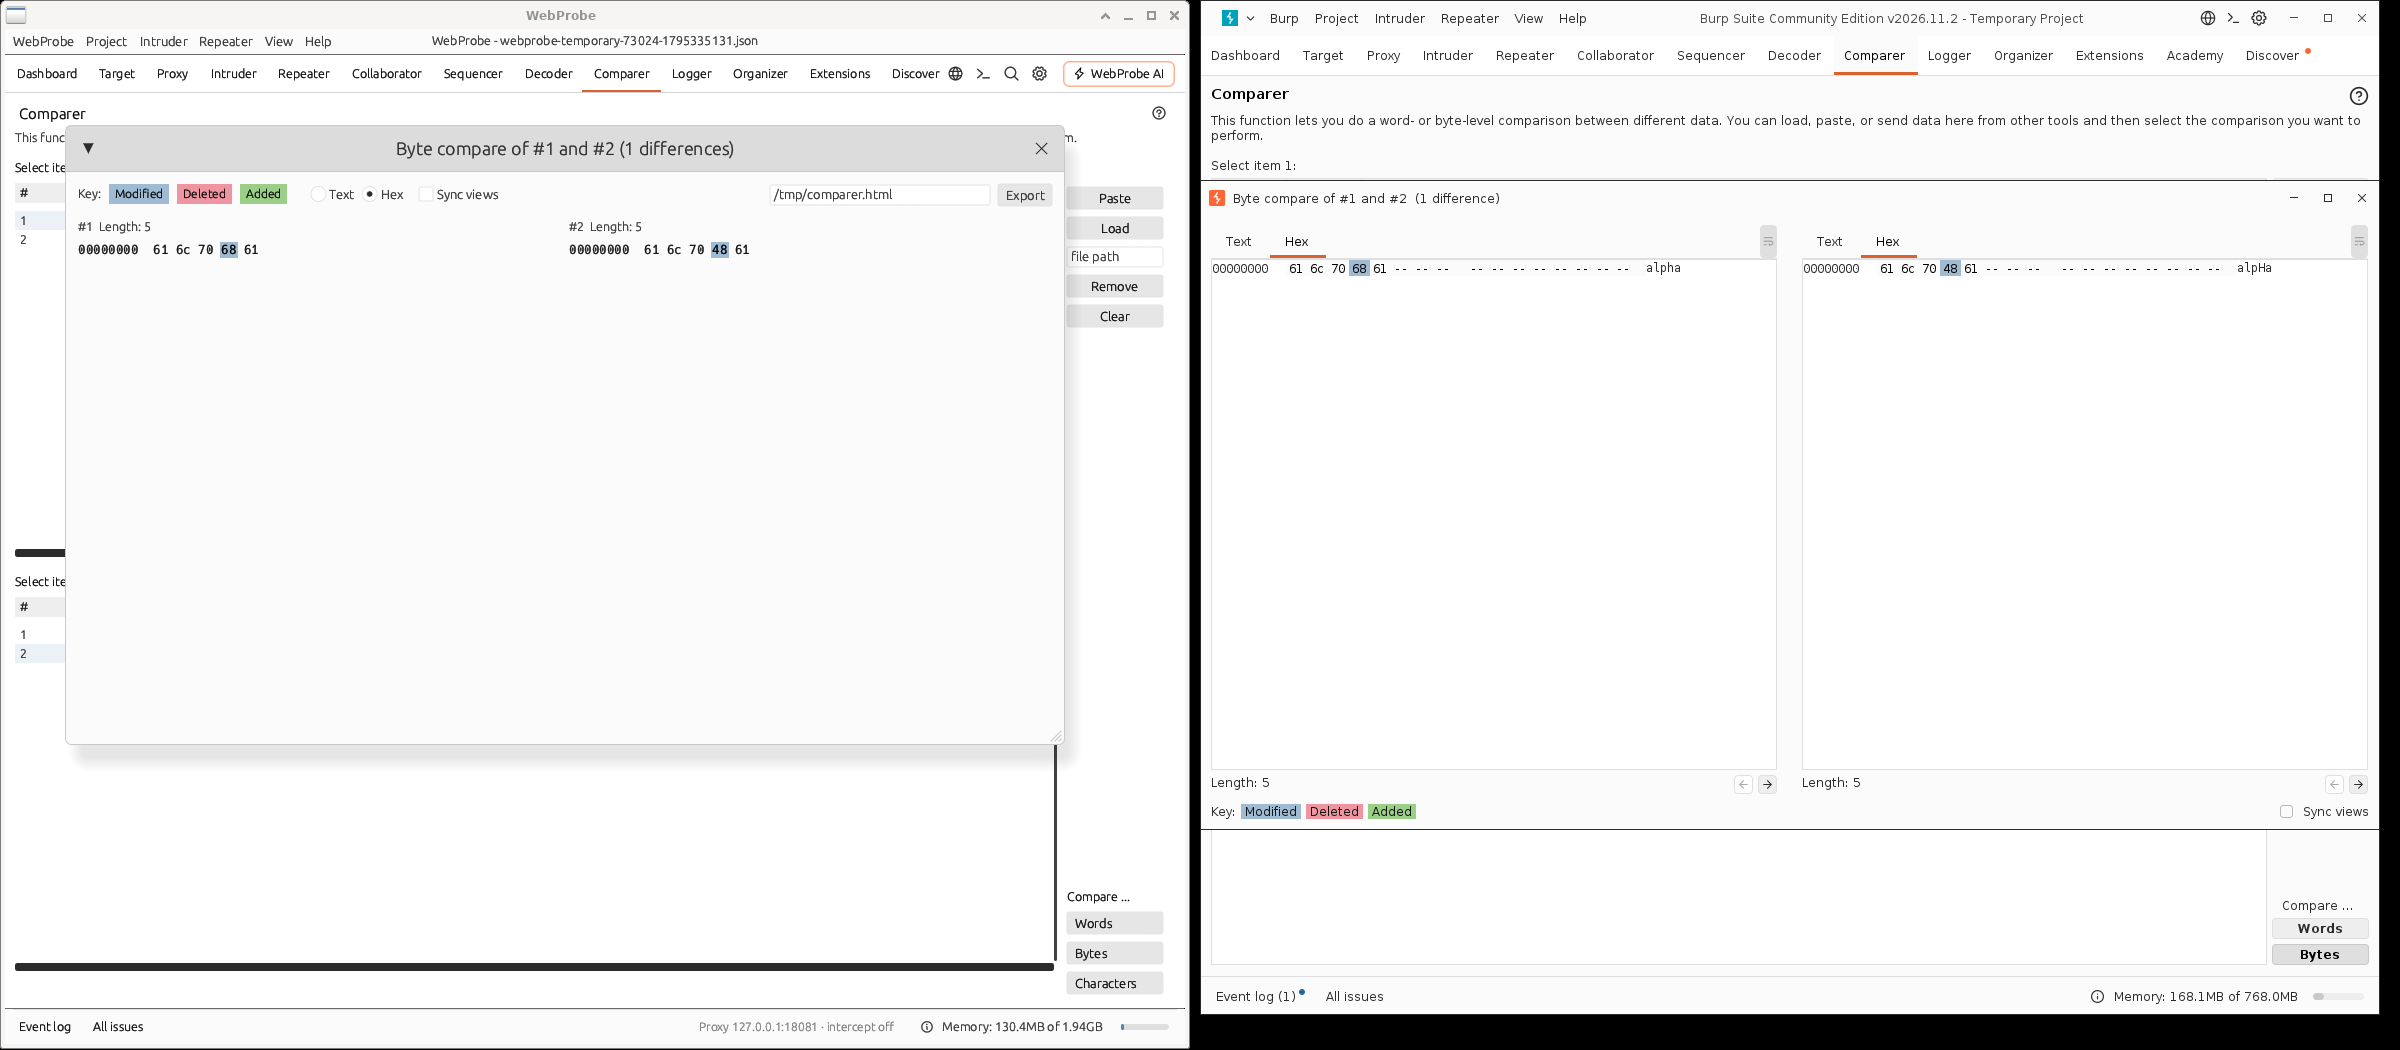 WebProbe
WebProbe Project Intruder Repeater View Help WebProbe - webprobe-temporary-73024-1795335131.json
Dashboard Target Proxy Intruder Repeater Collaborator Sequencer Decoder Comparer Logger Organizer Extensions Discover WebProbe AI
Comparer
This func
m.
Select ite
#
1
2
Byte compare of #1 and #2 (1 differences)
Key: Modified Deleted Added Text Hex Sync views /tmp/comparer.html Export
#1 Length: 5
00000000 61 6c 70 68 61
#2 Length: 5
00000000 61 6c 70 48 61
Paste
Load
file path
Remove
Clear
Select ite
#
1
2
Compare ...
Words
Bytes
Characters
Event log All issues Proxy 127.0.0.1:18081 · intercept off Memory: 130.4MB of 1.94GB
Burp Project Intruder Repeater View Help Burp Suite Community Edition v2026.11.2 - Temporary Project
Dashboard Target Proxy Intruder Repeater Collaborator Sequencer Decoder Comparer Logger Organizer Extensions Academy Discover
Comparer
This function lets you do a word- or byte-level comparison between different data. You can load, paste, or send data here from other tools and then select the comparison you want to
perform.
Select item 1:
Byte compare of #1 and #2 (1 difference)
Text Hex
00000000 61 6c 70 68 61 -- -- -- -- -- -- -- -- -- -- -- alpha
Length: 5
Text Hex
00000000 61 6c 70 48 61 -- -- -- -- -- -- -- -- -- -- -- alpHa
Length: 5
Key: Modified Deleted Added Sync views
Compare ...
Words
Bytes
Event log (1) All issues Memory: 168.1MB of 768.0MB